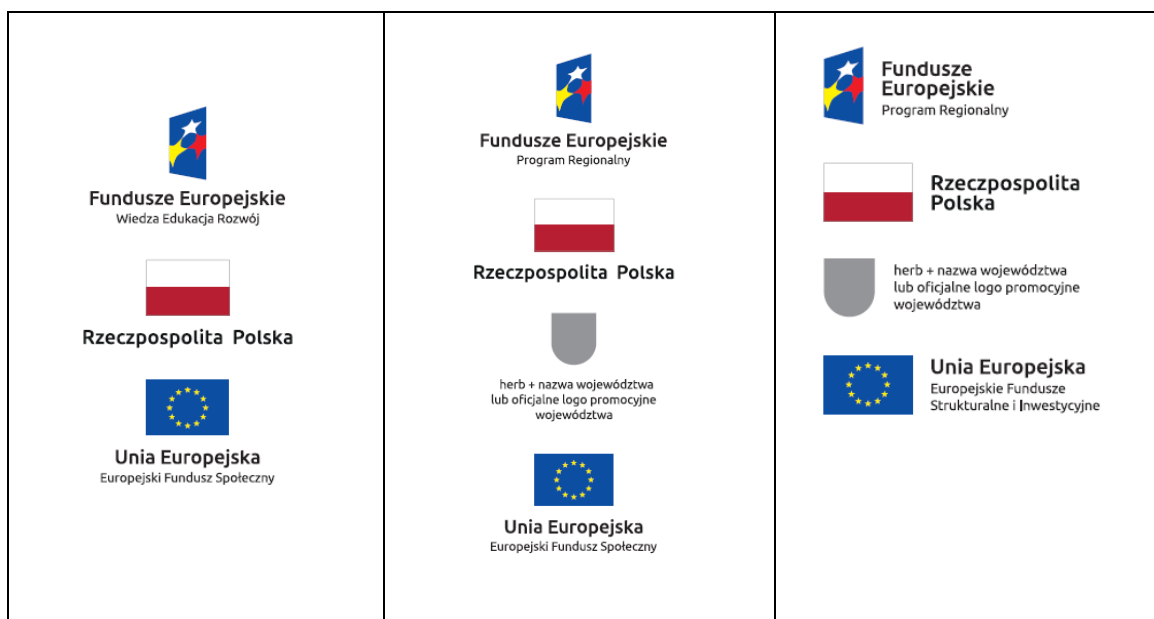 Fundusze Europejskie
Wiedza Edukacja Rozwój
Rzeczpospolita Polska
Unia Europejska
Europejski Fundusz Społeczny
Fundusze Europejskie
Program Regionalny
Rzeczpospolita Polska
herb + nazwa województwa
lub oficjalne logo promocyjne
województwa
Unia Europejska
Europejski Fundusz Społeczny
Fundusze
Europejskie
Program Regionalny
Rzeczpospolita
Polska
herb + nazwa województwa
lub oficjalne logo promocyjne
województwa
Unia Europejska
Europejskie Fundusze
Strukturalne i Inwestycyjne